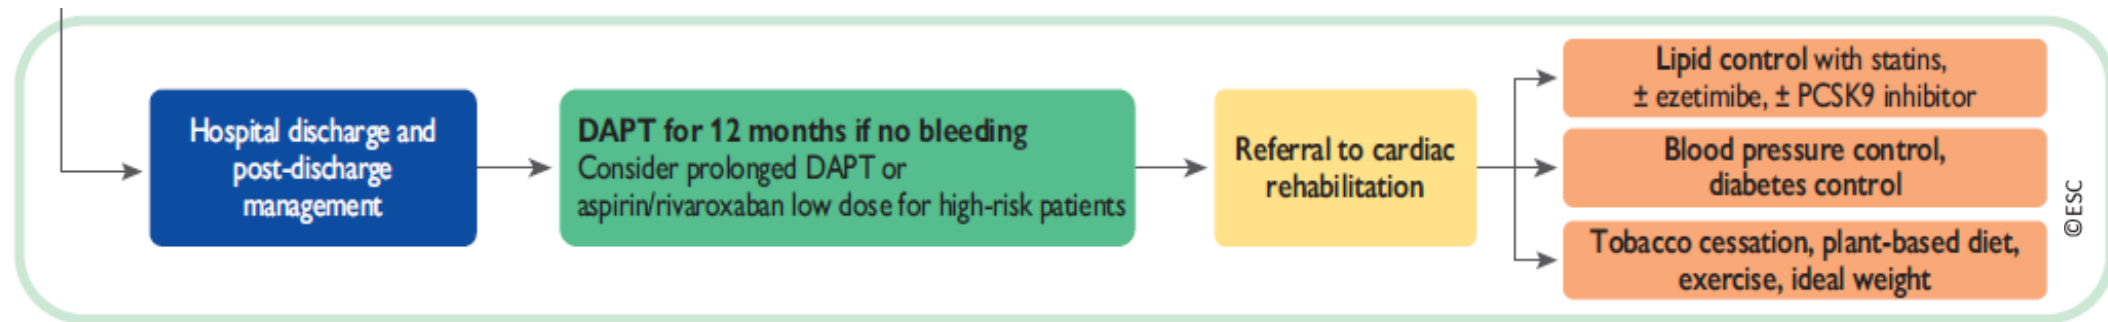 Hospital discharge and
post-discharge
management
DAPT for 12 months if no bleeding
Consider prolonged DAPT or
aspirin/rivaroxaban low dose for high-risk patients
Referral to cardiac
rehabilitation
Lipid control with statins,
± ezetimibe, ± PCSK9 inhibitor
Blood pressure control,
diabetes control
Tobacco cessation, plant-based diet,
exercise, ideal weight
©ESC